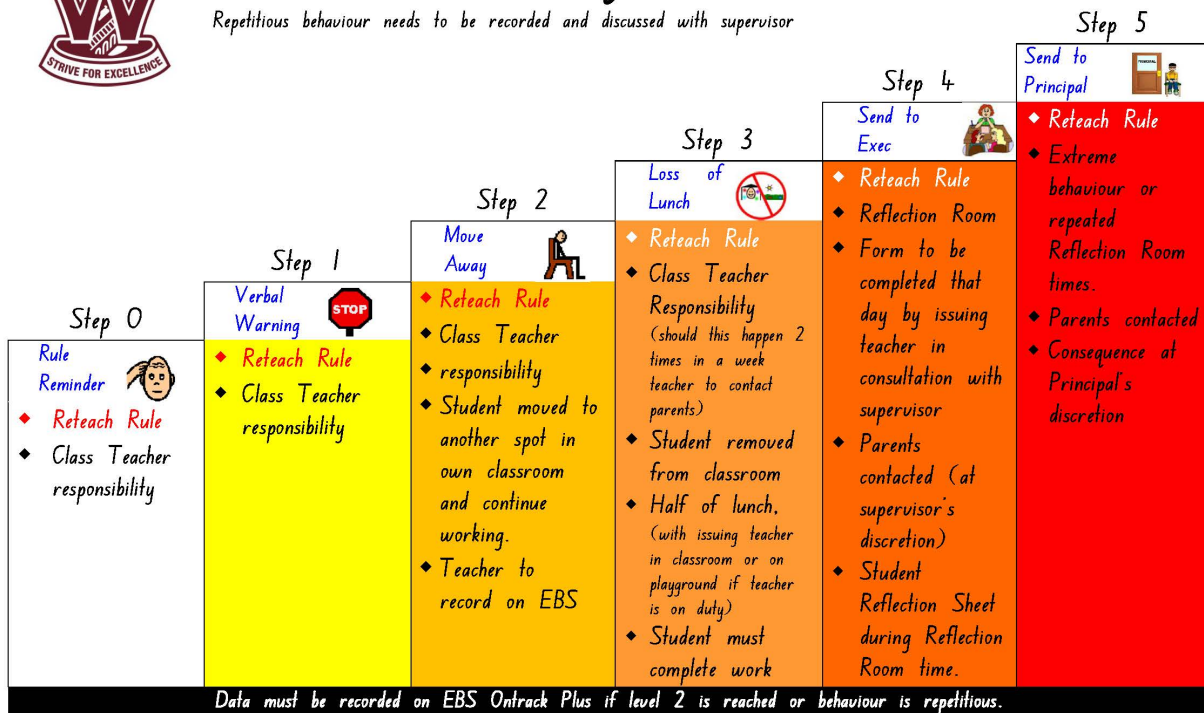 STRIVE FOR EXCELLENCE
Repetitious behaviour needs to be recorded and discussed with supervisor
Step 0
Rule
Reminder
◆ Reteach Rule
◆ Class Teacher
responsibility
Step 1
Verbal
Warning
STOP
◆ Reteach Rule
◆ Class Teacher
responsibility
Step 2
Move
Away
◆ Reteach Rule
◆ Class Teacher
◆ responsibility
◆ Student moved to
another spot in
own classroom
and continue
working.
◆ Teacher to
record on EBS
Step 3
Loss of
Lunch
◆ Reteach Rule
◆ Class Teacher
Responsibility
(should this happen 2
times in a week
teacher to contact
parents)
◆ Student removed
from classroom
◆ Half of lunch,
(with issuing teacher
in classroom or on
playground if teacher
is on duty)
◆ Student must
complete work
Step 4
Send to
Exec
◆ Reteach Rule
◆ Reflection Room
◆ Form to be
completed that
day by issuing
teacher in
consultation with
supervisor
◆ Parents
contacted (at
supervisor's
discretion)
◆ Student
Reflection Sheet
during Reflection
Room time.
Step 5
Send to
Principal
PRINCIPAL
◆ Reteach Rule
◆ Extreme
behaviour or
repeated
Reflection Room
times.
◆ Parents contacted
◆ Consequence at
Principal's
discretion
Data must be recorded on EBS Ontrack Plus if level 2 is reached or behaviour is repetitious.